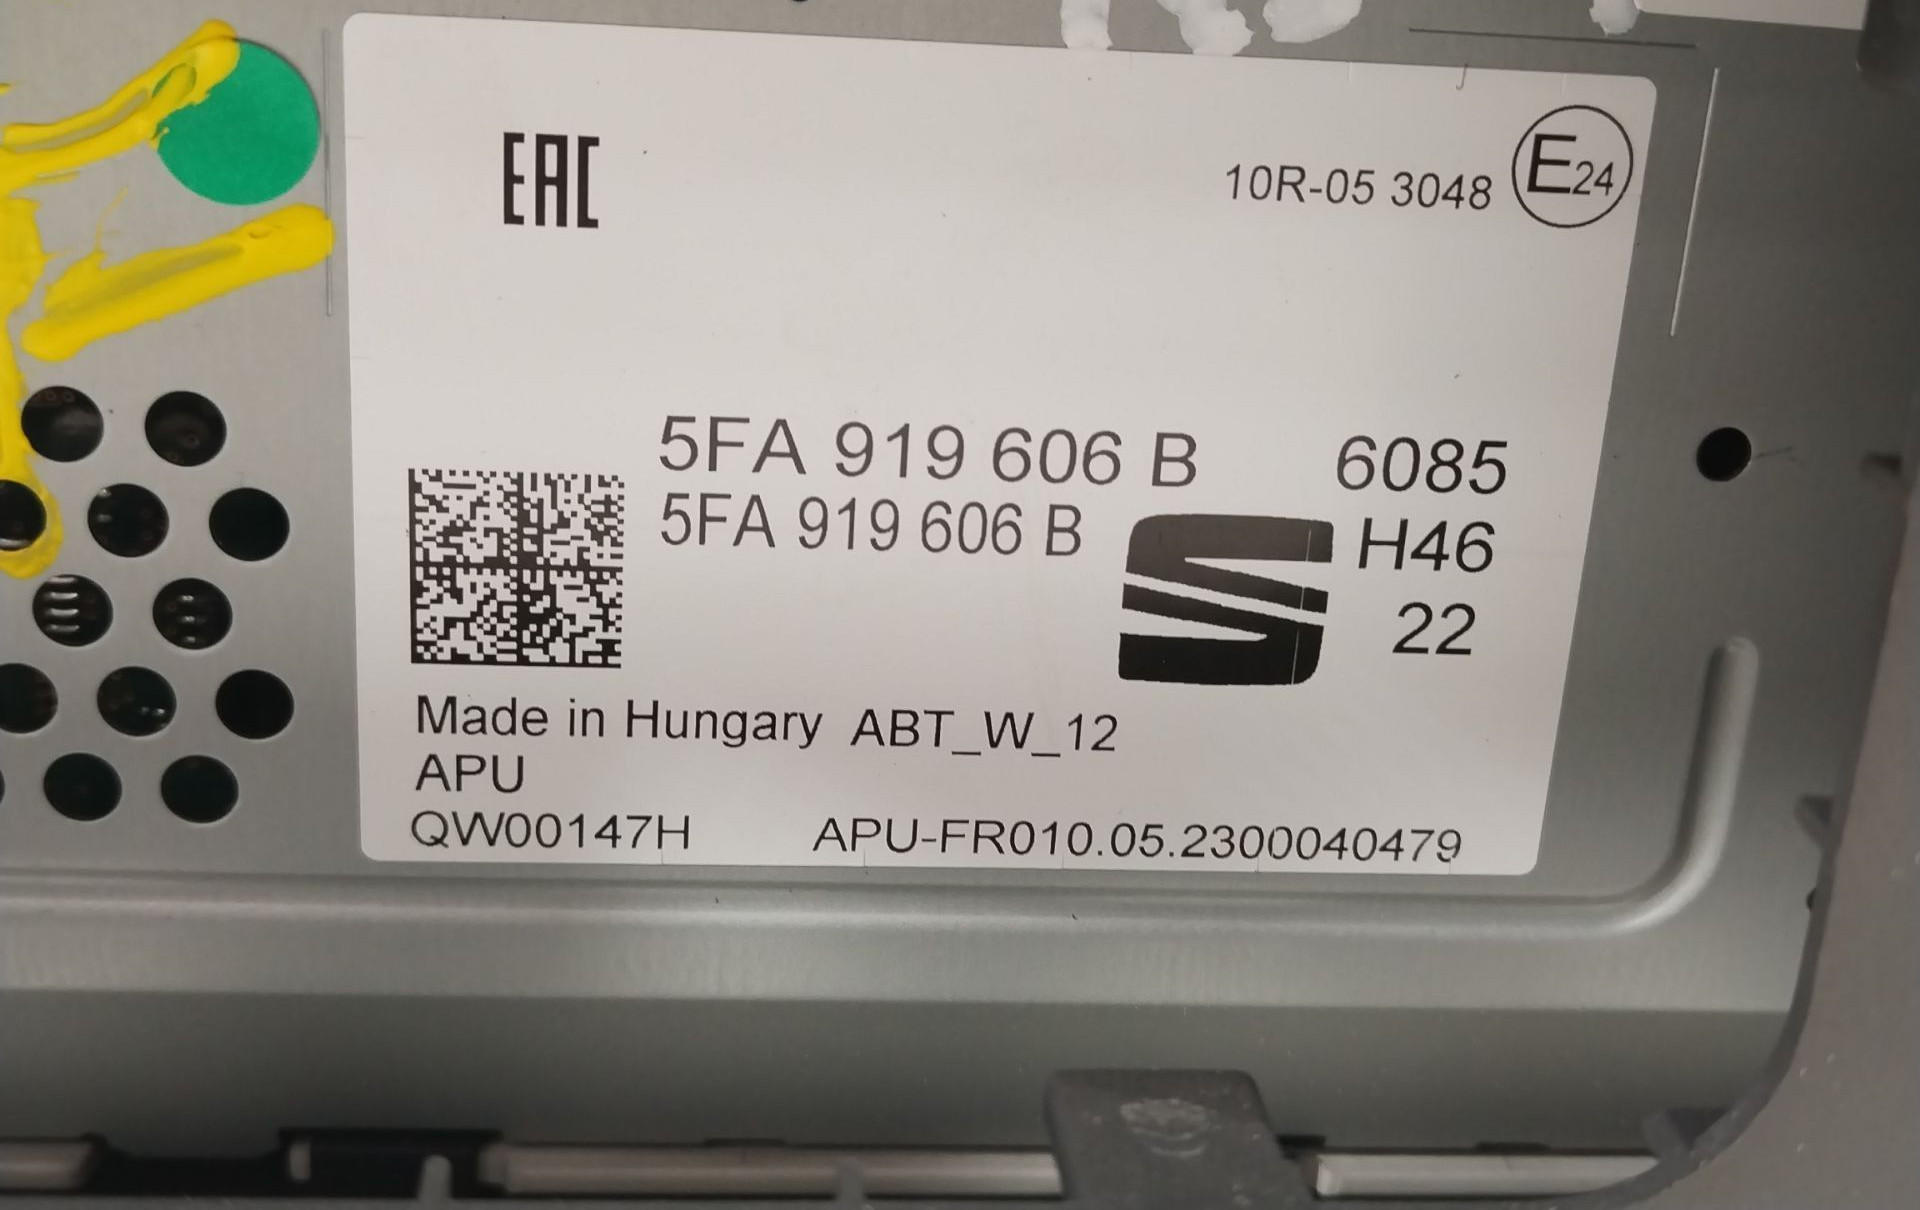 EAC
10R-05 3048 E24
5FA 919 606 B 6085
5FA 919 606 B H46
22
Made in Hungary ABT_W_12
APU
QW00147H APU-FR010.05.2300040479